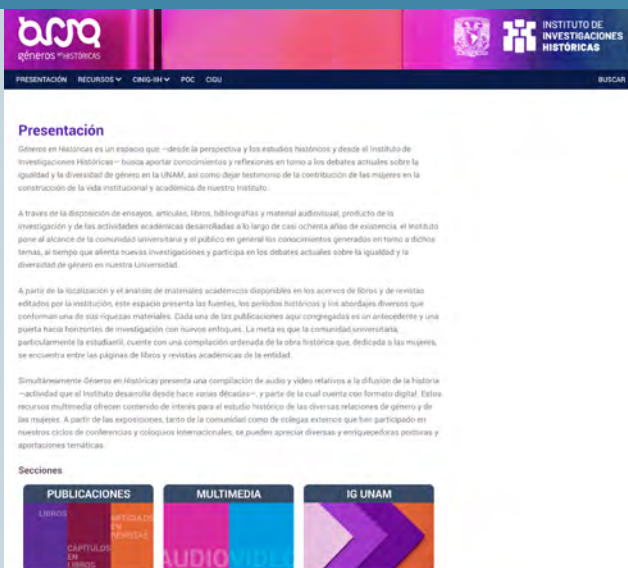 géneros en HISTÓRICAS
INSTITUTO DE
INVESTIGACIONES
HISTÓRICAS
PRESENTACIÓN RECURSOS CINIG-IIH POC CIGU BUSCAR
Presentación
Géneros en Históricas es un espacio que —desde la perspectiva y los estudios históricos y desde el Instituto de
Investigaciones Históricas— busca aportar conocimientos y reflexiones en torno a los debates actuales sobre la
igualdad y la diversidad de género en la UNAM, así como dejar testimonio de la contribución de las mujeres en la
construcción de la vida institucional y académica de nuestro Instituto.
A través de la disposición de ensayos, artículos, libros, bibliografías y material audiovisual, producto de la
investigación y de las actividades académicas desarrolladas a lo largo de casi ochenta años de existencia, el Instituto
pone al alcance de la comunidad universitaria y el público en general los conocimientos generados en torno a dichos
temas, al tiempo que alienta nuevas investigaciones y participa en los debates actuales sobre la igualdad y la
diversidad de género en nuestra Universidad.
A partir de la localización y el análisis de materiales académicos disponibles en los acervos de libros y de revistas
editados por la institución, este espacio presenta las fuentes, los periodos históricos y los abordajes diversos que
conforman una de sus riquezas materiales. Cada una de las publicaciones aquí congregadas es un antecedente y una
puerta hacia horizontes de investigación con nuevos enfoques. La meta es que la comunidad universitaria,
particularmente la estudiantil, cuente con una compilación ordenada de la obra histórica que, dedicada a las mujeres,
se encuentra entre las páginas de libros y revistas académicas de la entidad.
Simultáneamente Géneros en Históricas presenta una compilación de audio y video relativos a la difusión de la historia
—actividad que el Instituto desarrolla desde hace varias décadas—, y parte de la cual cuenta con formato digital. Estos
recursos multimedia ofrecen contenido de interés para el estudio histórico de las diversas relaciones de género y de
las mujeres. A partir de las exposiciones, tanto de la comunidad como de colegas externos que han participado en
nuestros ciclos de conferencias y coloquios internacionales, se pueden apreciar diversas y enriquecedoras posturas y
aportaciones temáticas.
Secciones
PUBLICACIONES MULTIMEDIA IG UNAM
LIBROS
ARTÍCULOS
EN
REVISTAS
CAPÍTULOS
EN
LIBROS
AUDIO VIDEO